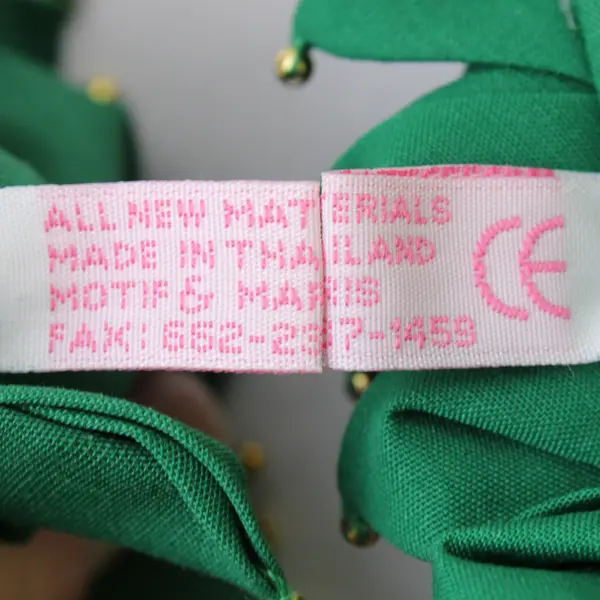 ALL NEW MATERIALS
MADE IN THAILAND
MOTIF & MARIS
FAX: 662-237-1459
CE